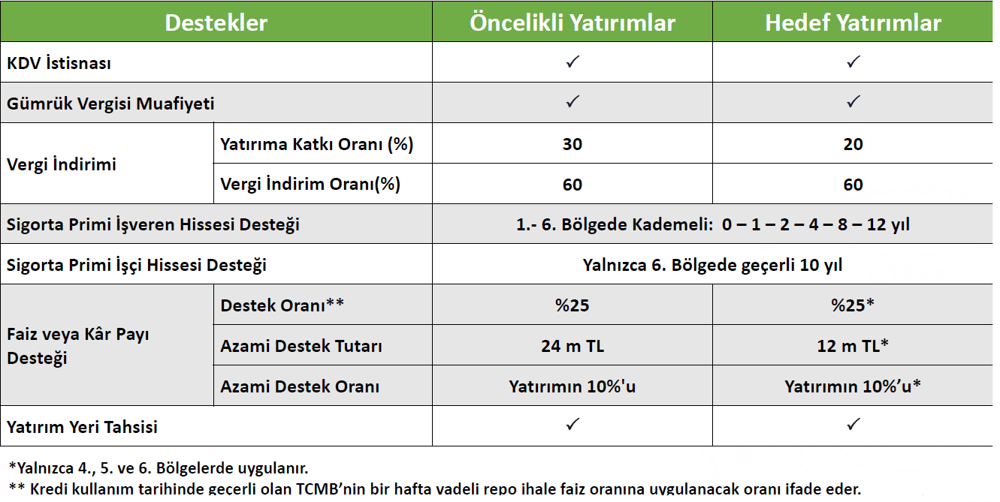 Destekler Öncelikli Yatırımlar Hedef Yatırımlar
KDV İstisnası ✓ ✓
Gümrük Vergisi Muafiyeti ✓ ✓
Vergi İndirimi
Yatırıma Katkı Oranı (%) 30 20
Vergi İndirim Oranı(%) 60 60
Sigorta Primi İşveren Hissesi Desteği 1.- 6. Bölgede Kademeli: 0 – 1 – 2 – 4 – 8 – 12 yıl
Sigorta Primi İşçi Hissesi Desteği Yalnızca 6. Bölgede geçerli 10 yıl
Faiz veya Kâr Payı
Desteği
Destek Oranı** %25 %25*
Azami Destek Tutarı 24 m TL 12 m TL*
Azami Destek Oranı Yatırımın 10%'u Yatırımın 10%’u*
Yatırım Yeri Tahsisi ✓ ✓
*Yalnızca 4., 5. ve 6. Bölgelerde uygulanır.
** Kredi kullanım tarihinde geçerli olan TCMB’nin bir hafta vadeli repo ihale faiz oranına uygulanacak oranı ifade eder.